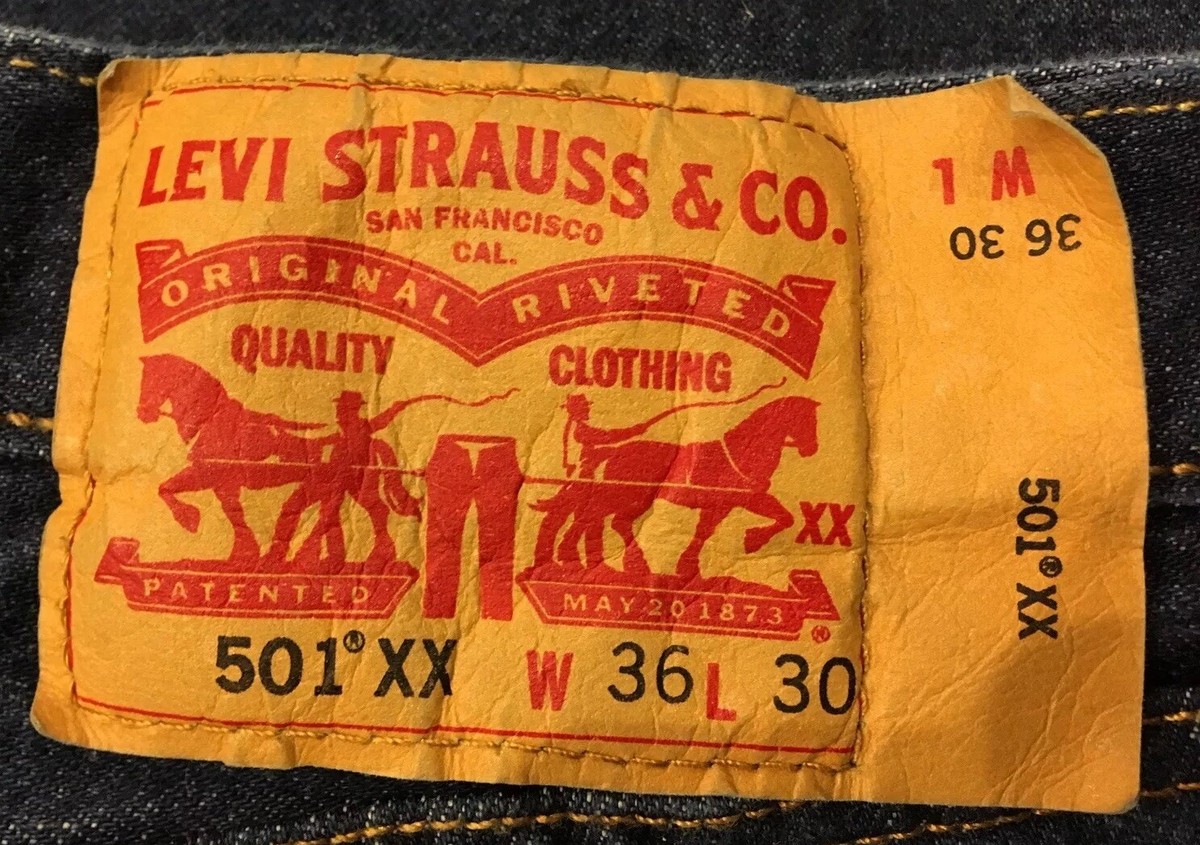 LEVI STRAUSS & CO.
SAN FRANCISCO
CAL.
ORIGINAL RIVETED
QUALITY CLOTHING
XX
PATENTED MAY 20 1873 ®
501® XX W 36 L 30
W L
36 30
501® XX